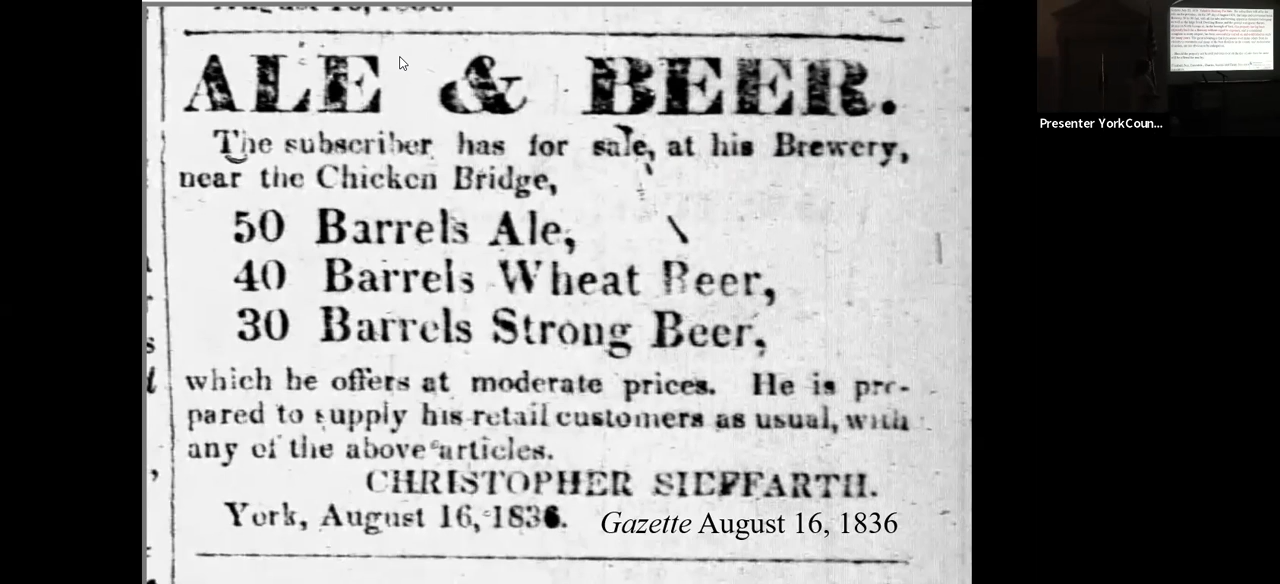 ALE & BEER.
The subscriber has for sale, at his Brewery,
near the Chicken Bridge,
50 Barrels Ale,
40 Barrels Wheat Beer,
30 Barrels Strong Beer,
which he offers at moderate prices. He is pre-
pared to supply his retail customers as usual, with
any of the above articles.
CHRISTOPHER SIEFFARTH.
York, August 16, 1836.
Gazette August 16, 1836
Presenter YorkCoun...